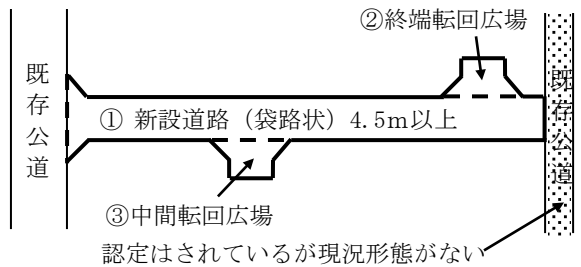 ②終端転回広場
既存公道
① 新設道路（袋路状）4.5m以上
既存公道
③中間転回広場
認定はされているが現況形態がない